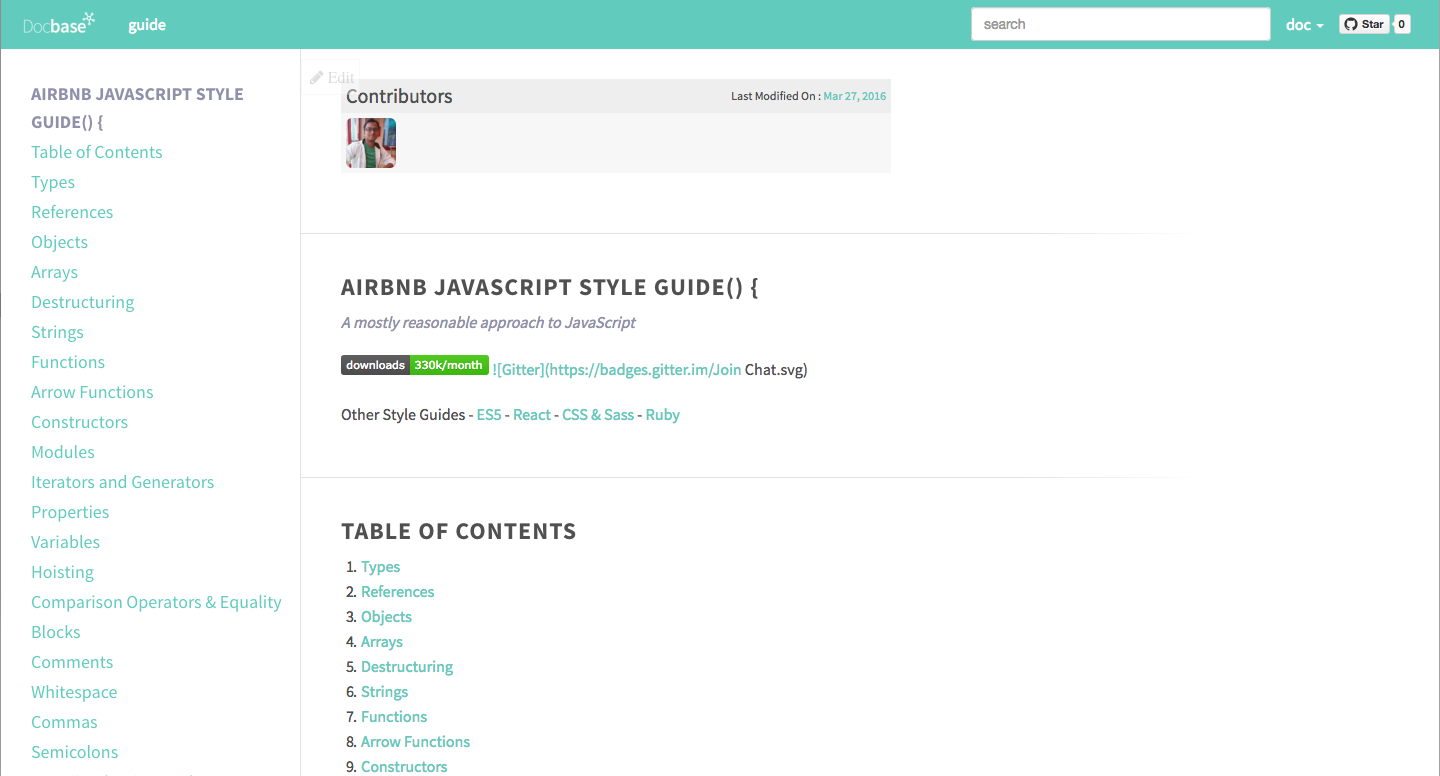 Docbase guide search doc Star 0
AIRBNB JAVASCRIPT STYLE
GUIDE() {
Table of Contents
Types
References
Objects
Arrays
Destructuring
Strings
Functions
Arrow Functions
Constructors
Modules
Iterators and Generators
Properties
Variables
Hoisting
Comparison Operators & Equality
Blocks
Comments
Whitespace
Commas
Semicolons
Edit
Contributors Last Modified On : Mar 27, 2016
AIRBNB JAVASCRIPT STYLE GUIDE() {
A mostly reasonable approach to JavaScript
downloads 330k/month ![Gitter](https://badges.gitter.im/Join Chat.svg)
Other Style Guides - ES5 - React - CSS & Sass - Ruby
TABLE OF CONTENTS
1. Types
2. References
3. Objects
4. Arrays
5. Destructuring
6. Strings
7. Functions
8. Arrow Functions
9. Constructors